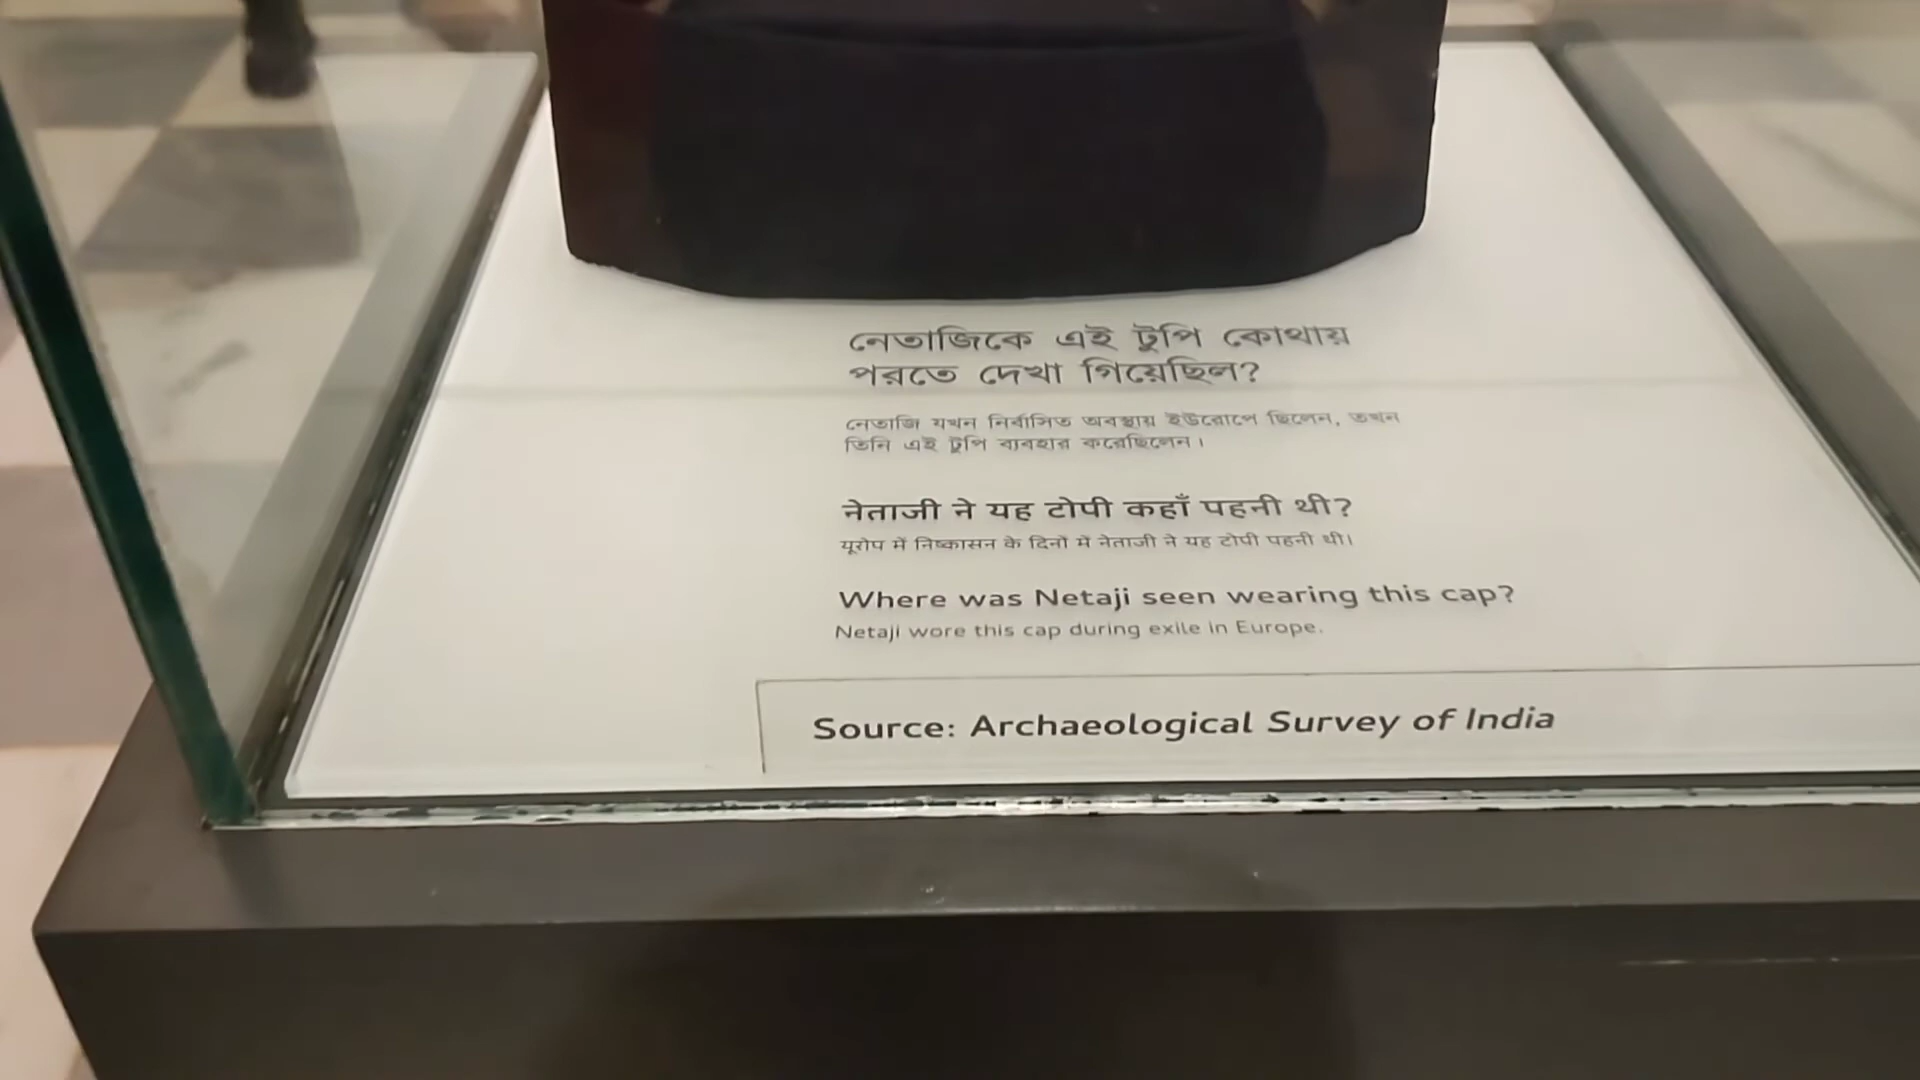 নেতাজিকে এই টুপি কোথায়
পরতে দেখা গিয়েছিল?
নেতাজি যখন নির্বাসিত অবস্থায় ইউরোপে ছিলেন, তখন
তিনি এই টুপি ব্যবহার করেছিলেন।
नेताजी ने यह टोपी कहाँ पहनी थी?
यूरोप में निष्कासन के दिनों में नेताजी ने यह टोपी पहनी थी।
Where was Netaji seen wearing this cap?
Netaji wore this cap during exile in Europe.
Source: Archaeological Survey of India